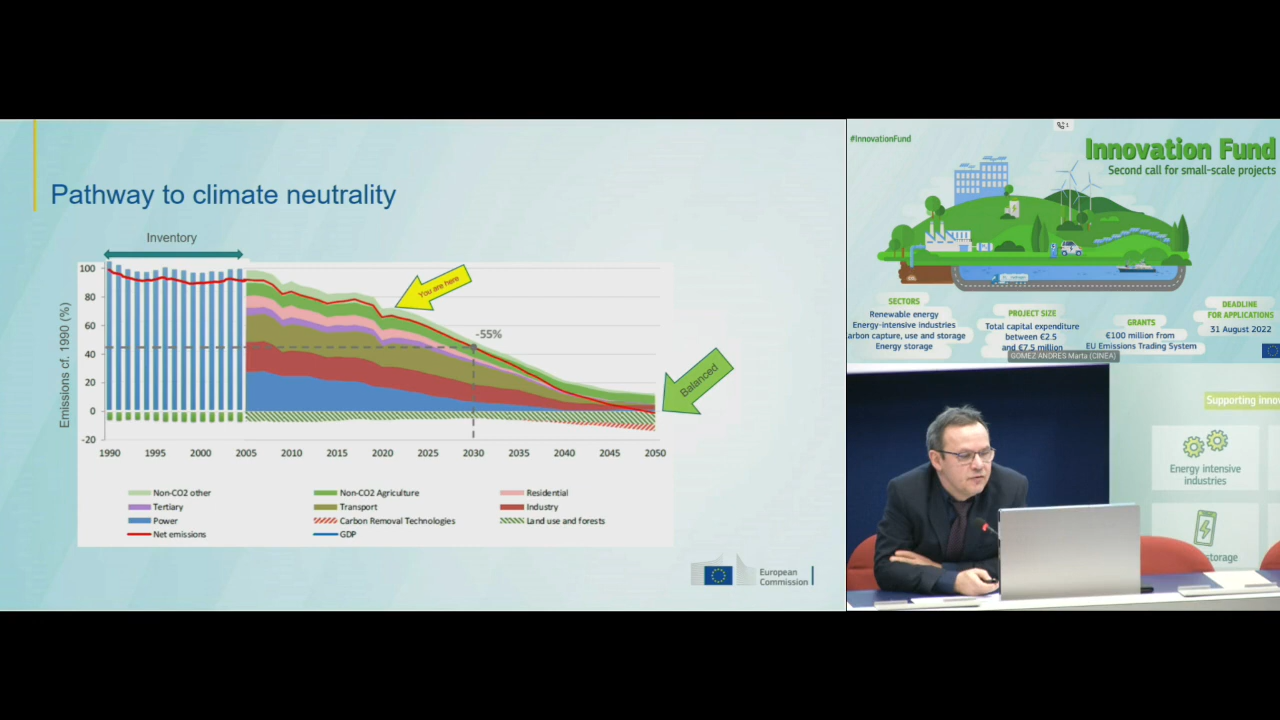 Pathway to climate neutrality
Inventory
Emissions cf. 1990 (%)
100
80
60
40
20
0
-20
You are here
-55%
Balanced
1990 1995 2000 2005 2010 2015 2020 2025 2030 2035 2040 2045 2050
Non-CO2 other Non-CO2 Agriculture Residential
Tertiary Transport Industry
Power Carbon Removal Technologies Land use and forests
Net emissions GDP
European
Commission
#InnovationFund
Innovation Fund
Second call for small-scale projects
SECTORS
Renewable energy
Energy-intensive industries
arbon capture, use and storage
Energy storage
PROJECT SIZE
Total capital expenditure
between €2.5
and €7.5 million
GRANTS
€100 million from
EU Emissions Trading System
DEADLINE
FOR APPLICATIONS
31 August 2022
GOMEZ ANDRES Marta (CINEA)
Supporting innov
Energy intensive
industries
storage